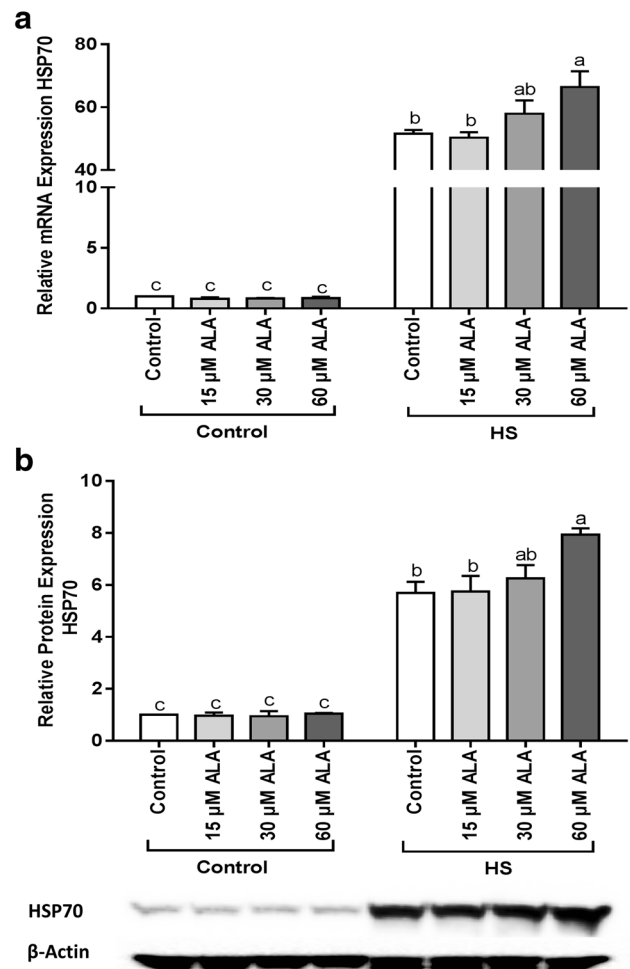 a
Relative mRNA Expression HSP70
80
60
40
10
5
0
c c c c b b ab a
Control 15 µM ALA 30 µM ALA 60 µM ALA Control 15 µM ALA 30 µM ALA 60 µM ALA
Control HS
b
Relative Protein Expression
HSP70
10
8
6
4
2
0
c c c c b b ab a
Control 15 µM ALA 30 µM ALA 60 µM ALA Control 15 µM ALA 30 µM ALA 60 µM ALA
Control HS
HSP70
β-Actin